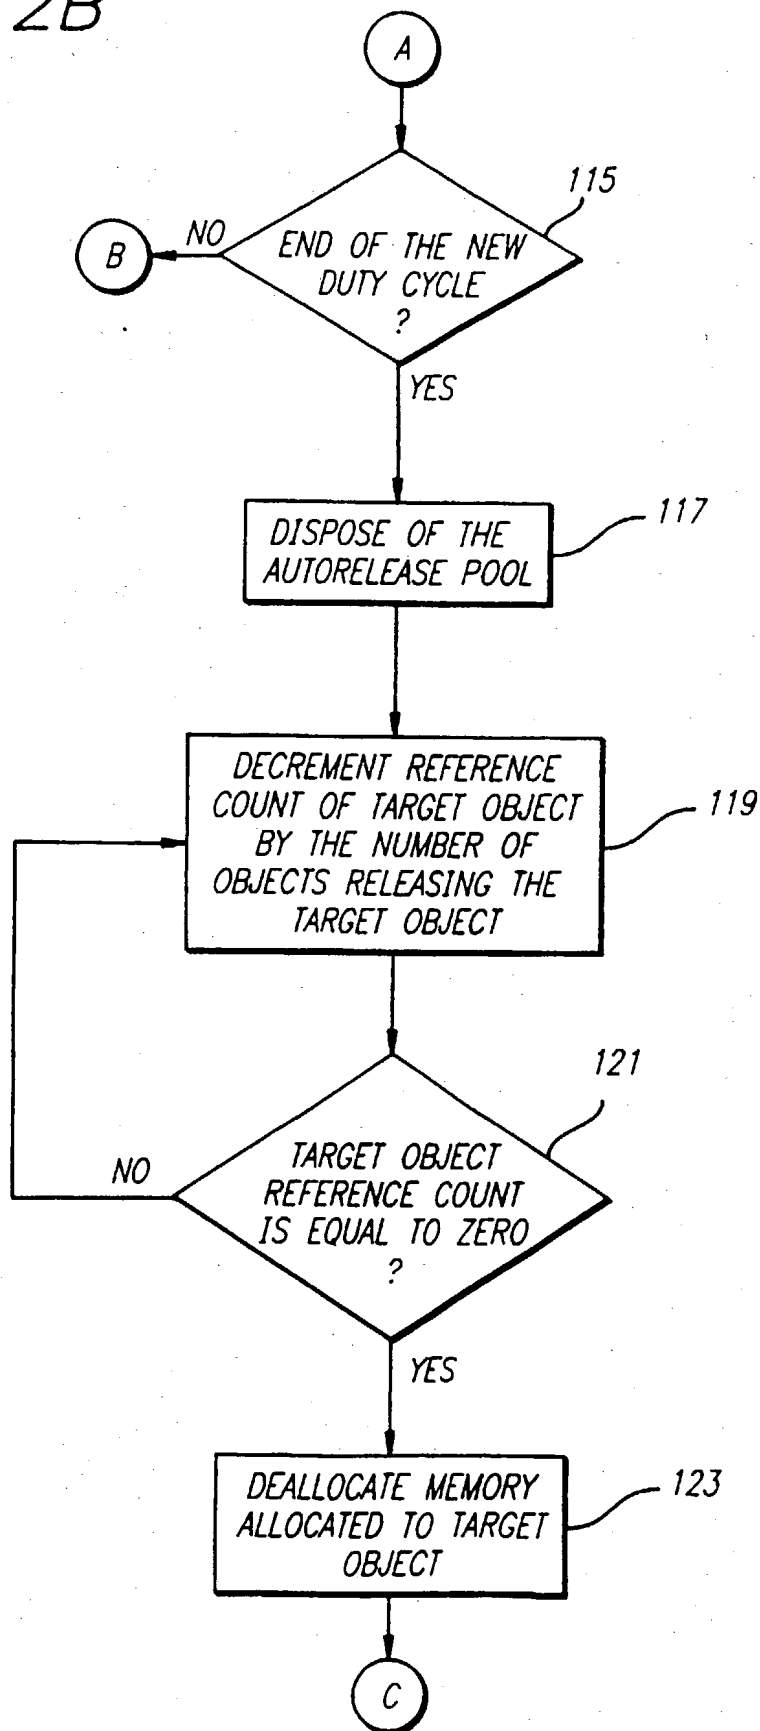 2B
A
115
END OF THE NEW
DUTY CYCLE
?
NO
B
YES
117
DISPOSE OF THE
AUTORELEASE POOL
DECREMENT REFERENCE
COUNT OF TARGET OBJECT
BY THE NUMBER OF
OBJECTS RELEASING THE
TARGET OBJECT
119
121
TARGET OBJECT
REFERENCE COUNT
IS EQUAL TO ZERO
?
NO
YES
DEALLOCATE MEMORY
ALLOCATED TO TARGET
OBJECT
123
C